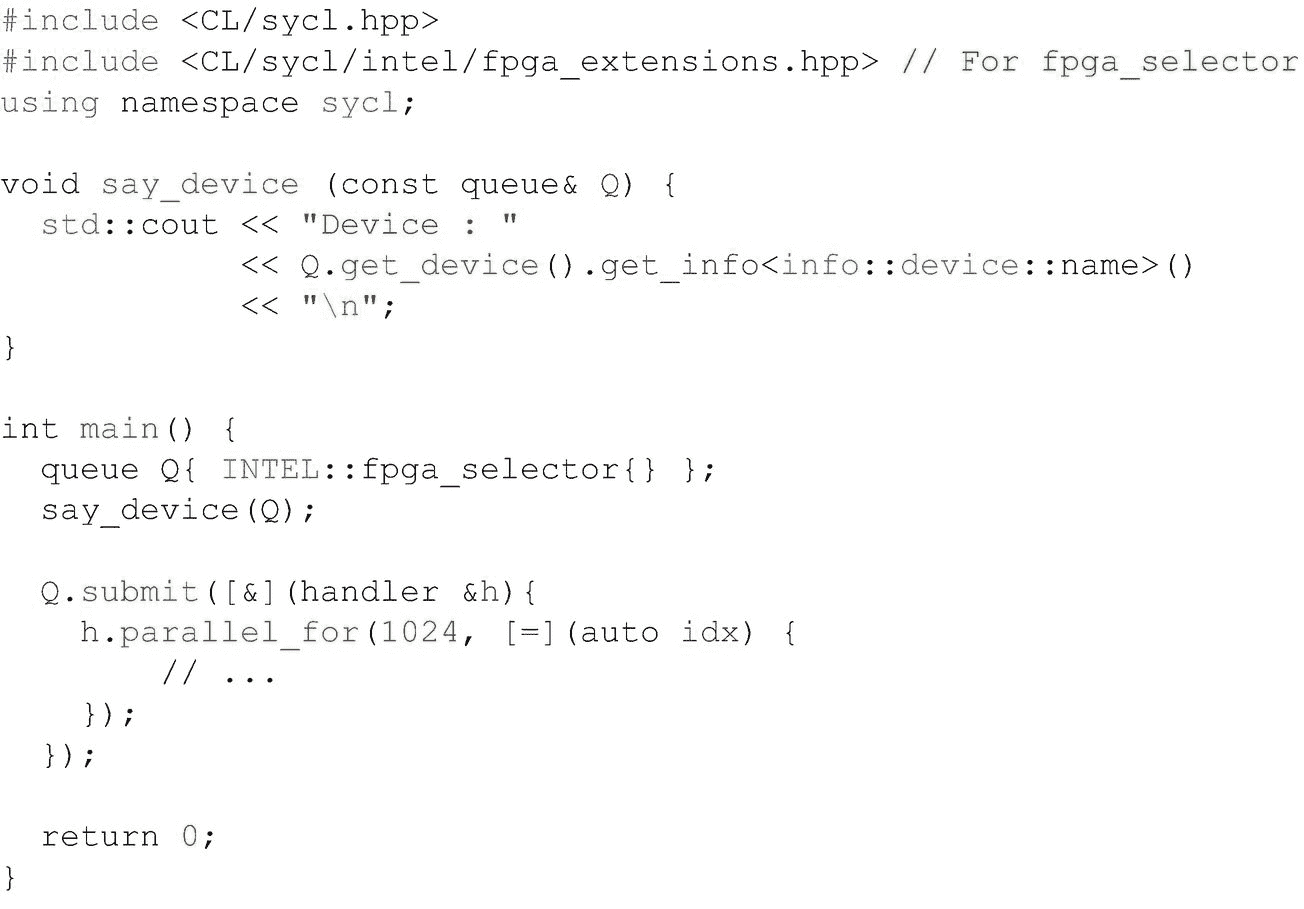 #include <CL/sycl.hpp>
#include <CL/sycl/intel/fpga_extensions.hpp> // For fpga_selector
using namespace sycl;

void say_device (const queue& Q) {
  std::cout << "Device : "
            << Q.get_device().get_info<info::device::name>()
            << "\n";
}

int main() {
  queue Q{ INTEL::fpga_selector{} };
  say_device(Q);

  Q.submit([&](handler &h){
    h.parallel_for(1024, [=](auto idx) {
        // ...
    });
  });

  return 0;
}